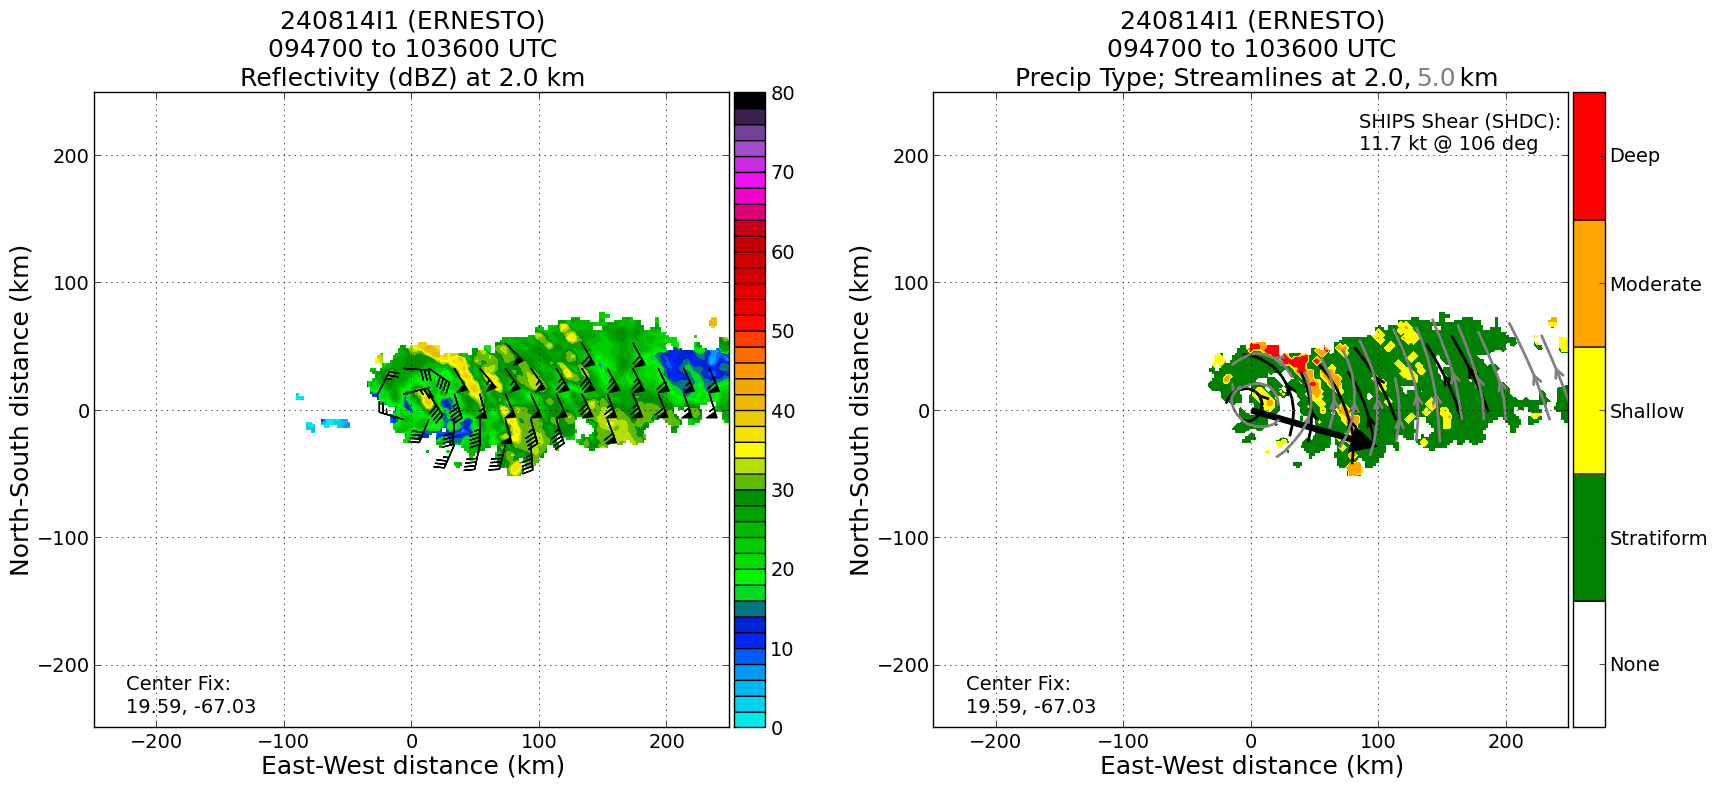 240814I1 (ERNESTO)
094700 to 103600 UTC
Reflectivity (dBZ) at 2.0 km
North-South distance (km)
200
100
0
−100
−200
Center Fix:
19.59, -67.03
−200
−100
0
100
200
East-West distance (km)
80
70
60
50
40
30
20
10
0
240814I1 (ERNESTO)
094700 to 103600 UTC
Precip Type; Streamlines at 2.0, 5.0 km
SHIPS Shear (SHDC):
11.7 kt @ 106 deg
North-South distance (km)
200
100
0
−100
−200
Center Fix:
19.59, -67.03
−200
−100
0
100
200
East-West distance (km)
Deep
Moderate
Shallow
Stratiform
None